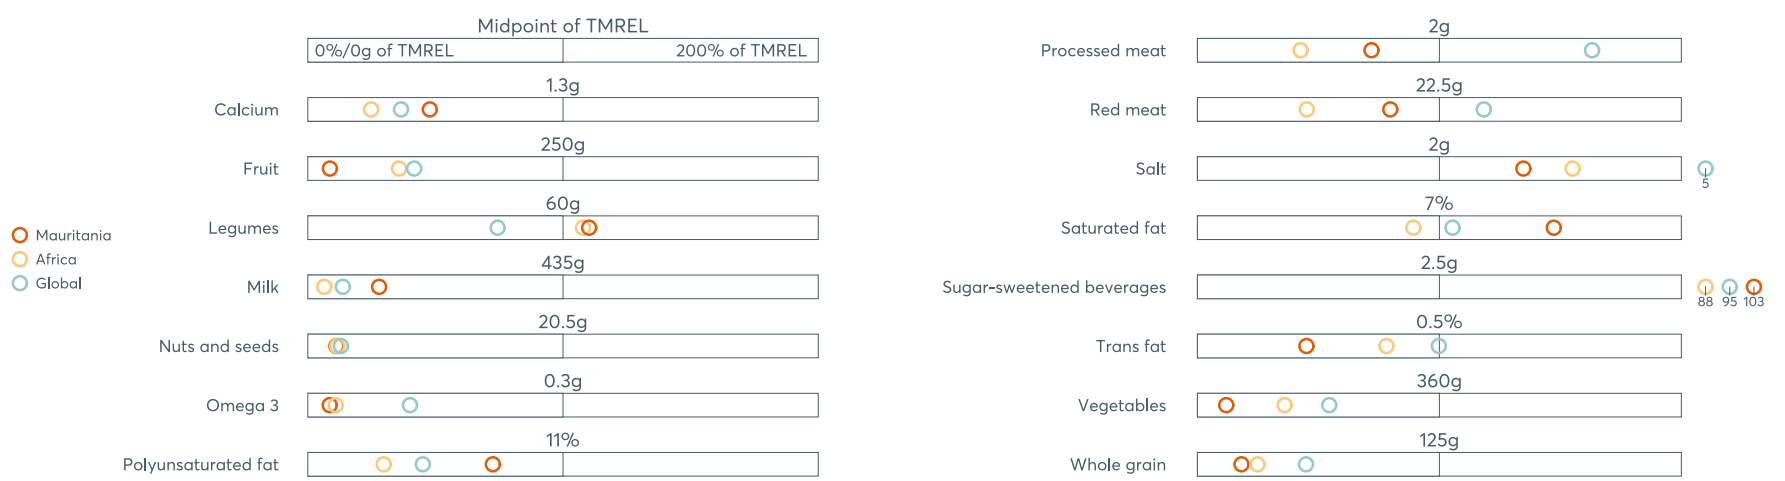 Midpoint of TMREL
0%/0g of TMREL 200% of TMREL
1.3g
Calcium
250g
Fruit
60g
Legumes
435g
Milk
20.5g
Nuts and seeds
0.3g
Omega 3
11%
Polyunsaturated fat
Mauritania
Africa
Global
2g
Processed meat
22.5g
Red meat
2g
Salt
5
7%
Saturated fat
2.5g
Sugar-sweetened beverages
88 95 103
0.5%
Trans fat
360g
Vegetables
125g
Whole grain